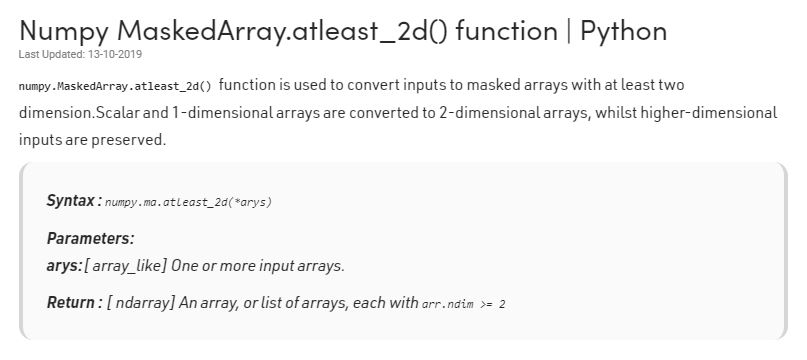 Numpy MaskedArray.atleast_2d() function | Python
Last Updated: 13-10-2019
numpy.MaskedArray.atleast_2d() function is used to convert inputs to masked arrays with at least two
dimension.Scalar and 1-dimensional arrays are converted to 2-dimensional arrays, whilst higher-dimensional
inputs are preserved.
Syntax : numpy.ma.atleast_2d(*arys)
Parameters:
arys:[ array_like] One or more input arrays.
Return : [ ndarray] An array, or list of arrays, each with arr.ndim >= 2